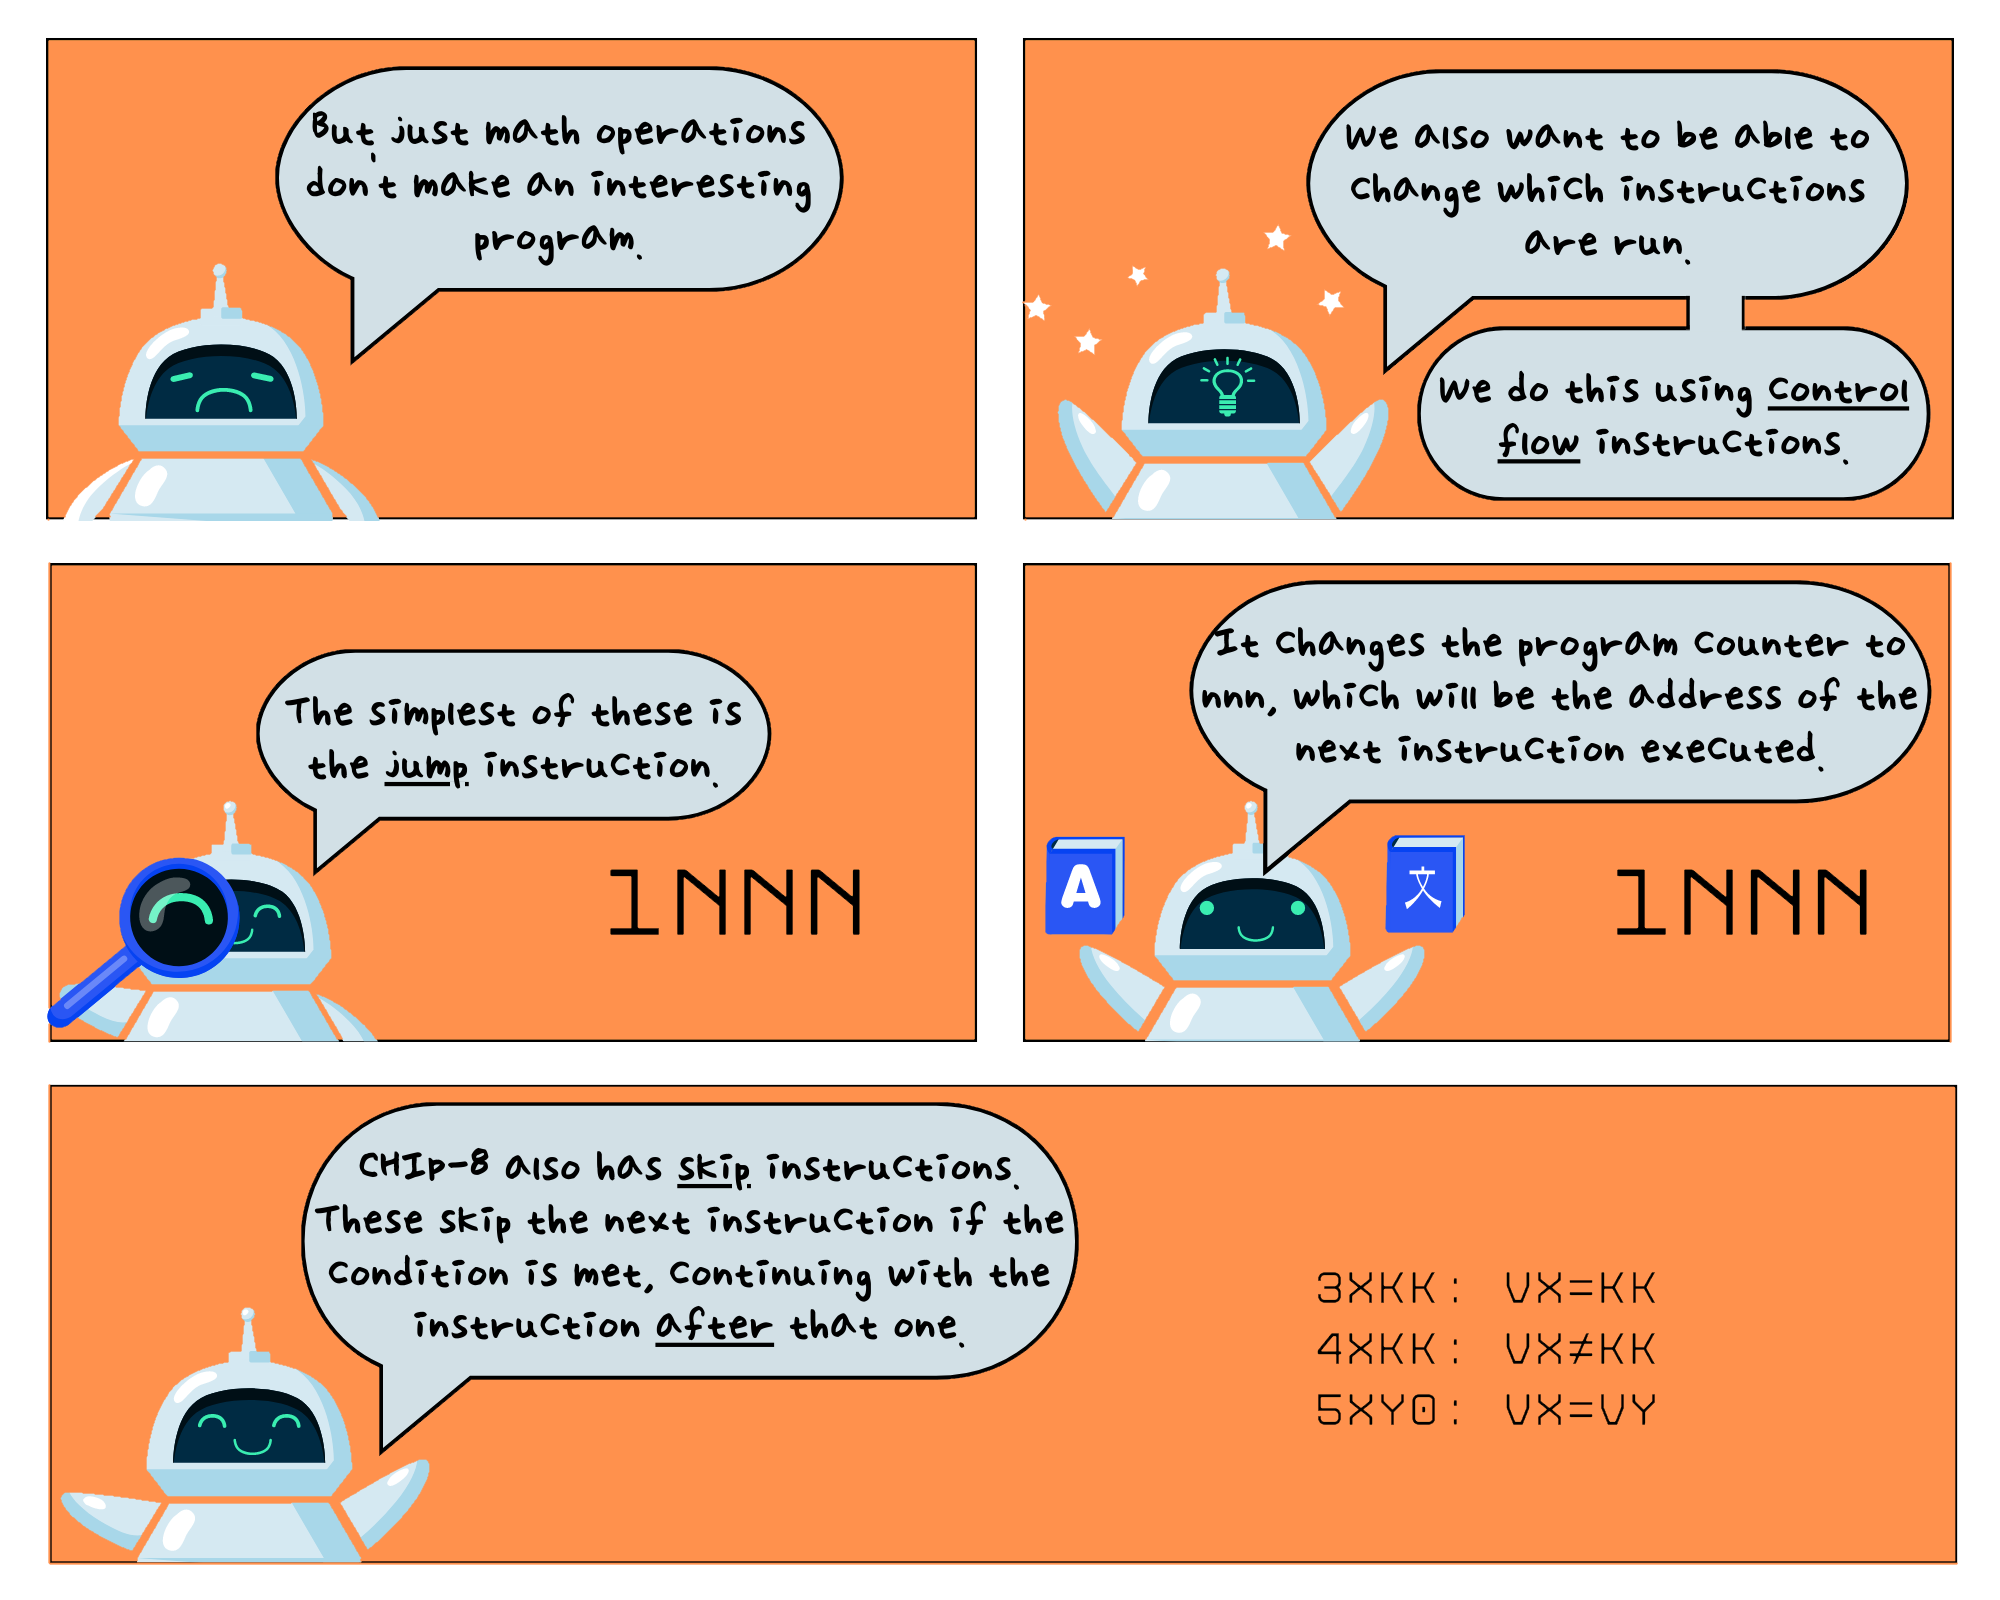 But just math operations
don't make an interesting
program.
We also want to be able to
change which instructions
are run.
We do this using control
flow instructions.
The simplest of these is
the jump instruction.
1NNN
It changes the program counter to
nnn, which will be the address of the
next instruction executed.
A
文
1NNN
CHIP-8 also has skip instructions.
These skip the next instruction if the
condition is met, continuing with the
instruction after that one.
3XKK: VX=KK
4XKK: VX≠KK
5XY0: VX=VY